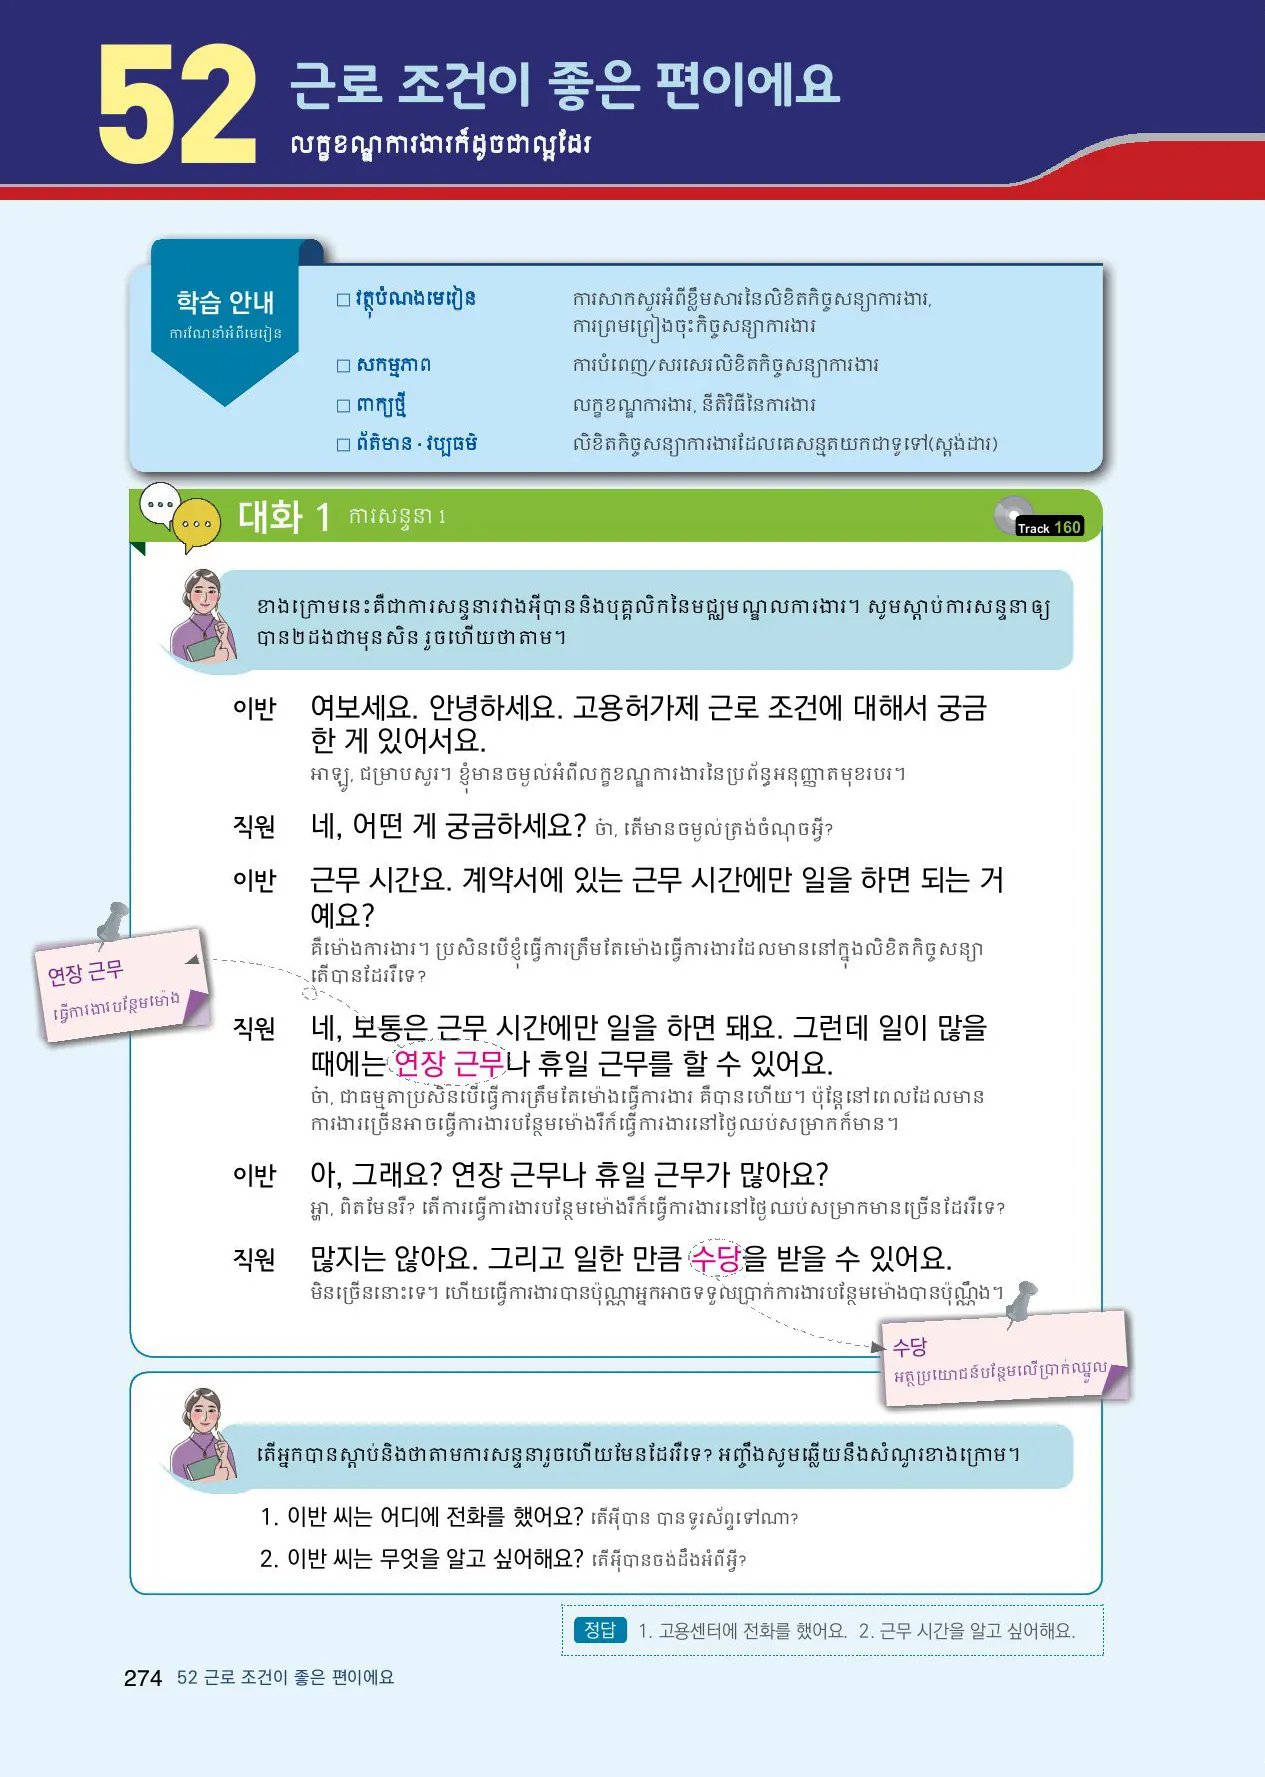 52
근로 조건이 좋은 편이에요
លក្ខខណ្ឌការងារក៏ដូចជាល្អដែរ
학습 안내
ការណែនាំអំពីមេរៀន
□ វត្ថុបំណងមេរៀន ការសាកសួរអំពីខ្លឹមសារនៃលិខិតកិច្ចសន្យាការងារ,
ការព្រមព្រៀងចុះកិច្ចសន្យាការងារ
□ សកម្មភាព ការបំពេញ/សរសេរលិខិតកិច្ចសន្យាការងារ
□ ពាក្យថ្មី លក្ខខណ្ឌការងារ, នីតិវិធីនៃការងារ
□ ព័ត៌មាន · វប្បធម៌ លិខិតកិច្ចសន្យាការងារដែលគេសន្មតយកជាទូទៅ(ស្តង់ដារ)
대화 1 ការសន្ទនា 1
Track 160
ខាងក្រោមនេះគឺជាការសន្ទនារវាងអ៊ីបាននិងបុគ្គលិកនៃមជ្ឈមណ្ឌលការងារ។ សូមស្តាប់ការសន្ទនាឲ្យ
បាន២ដងជាមុនសិន រួចហើយថាតាម។
이반 여보세요. 안녕하세요. 고용허가제 근로 조건에 대해서 궁금
한 게 있어서요.
អាឡូ, ជម្រាបសួរ។ ខ្ញុំមានចម្ងល់អំពីលក្ខខណ្ឌការងារនៃប្រព័ន្ធអនុញ្ញាតមុខរបរ។
직원 네, 어떤 게 궁금하세요? ច៎ា, តើមានចម្ងល់ត្រង់ចំណុចអ្វី?
이반 근무 시간요. 계약서에 있는 근무 시간에만 일을 하면 되는 거
예요?
គឺម៉ោងការងារ។ ប្រសិនបើខ្ញុំធ្វើការត្រឹមតែម៉ោងធ្វើការងារដែលមាននៅក្នុងលិខិតកិច្ចសន្យា
តើបានដែររឺទេ?
연장 근무
ធ្វើការងារបន្ថែមម៉ោង
직원 네, 보통은 근무 시간에만 일을 하면 돼요. 그런데 일이 많을
때에는 연장 근무나 휴일 근무를 할 수 있어요.
ច៎ា, ជាធម្មតាប្រសិនបើធ្វើការត្រឹមតែម៉ោងធ្វើការងារ គឺបានហើយ។ ប៉ុន្តែនៅពេលដែលមាន
ការងារច្រើនអាចធ្វើការងារបន្ថែមម៉ោងរឺក៏ធ្វើការងារនៅថ្ងៃឈប់សម្រាកក៏មាន។
이반 아, 그래요? 연장 근무나 휴일 근무가 많아요?
អ្ហា, ពិតមែនរឺ? តើការធ្វើការងារបន្ថែមម៉ោងរឺក៏ធ្វើការងារនៅថ្ងៃឈប់សម្រាកមានច្រើនដែររឺទេ?
직원 많지는 않아요. 그리고 일한 만큼 수당을 받을 수 있어요.
មិនច្រើននោះទេ។ ហើយធ្វើការងារបានប៉ុណ្ណាអ្នកអាចទទួលប្រាក់ការងារបន្ថែមម៉ោងបានប៉ុណ្ណឹង។
수당
អត្ថប្រយោជន៍បន្ថែមលើប្រាក់ឈ្នួល
តើអ្នកបានស្តាប់និងថាតាមការសន្ទនារួចហើយមែនដែររឺទេ? អញ្ចឹងសូមឆ្លើយនឹងសំណួរខាងក្រោម។
1. 이반 씨는 어디에 전화를 했어요? តើអ៊ីបាន បានទូរស័ព្ទទៅណា?
2. 이반 씨는 무엇을 알고 싶어해요? តើអ៊ីបានចង់ដឹងអំពីអ្វី?
정답 1. 고용센터에 전화를 했어요. 2. 근무 시간을 알고 싶어해요.
274 52 근로 조건이 좋은 편이에요